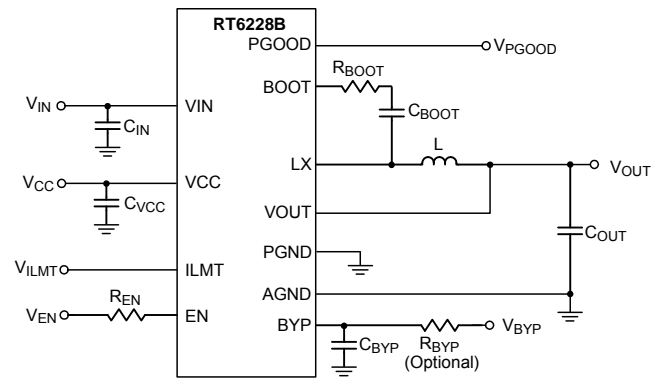 RT6228B
PGOOD
VPGOOD
RBOOT
BOOT
CBOOT
VIN
VIN
CIN
L
LX
VOUT
VCC
VCC
CVCC
VOUT
COUT
PGND
VILMT
ILMT
AGND
REN
VEN
EN
BYP
VBYP
CBYP
RBYP
(Optional)